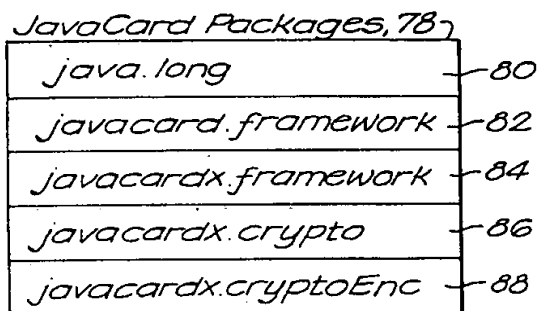 JavaCard Packages, 78
java.long 80
javacard.framework 82
javacardx.framework 84
javacardx.crypto 86
javacardx.cryptoEnc 88